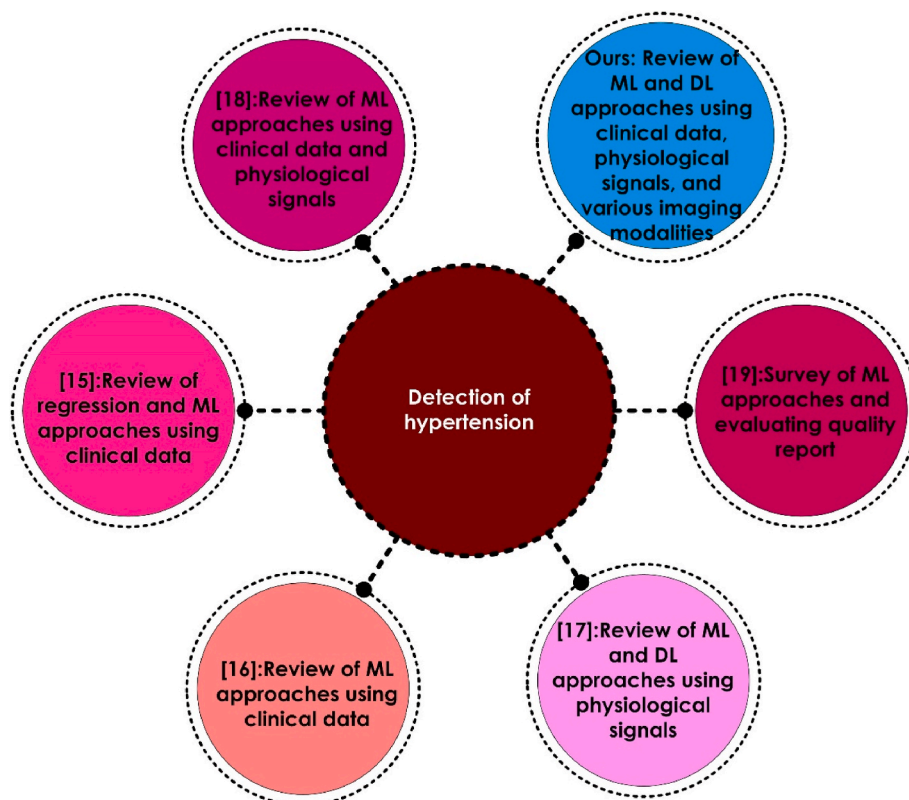 [18]:Review of ML
approaches using
clinical data and
physiological
signals
Ours: Review of
ML and DL
approaches using
clinical data,
physiological
signals, and
various imaging
modalities
[15]:Review of
regression and ML
approaches using
clinical data
Detection of
hypertension
[19]:Survey of ML
approaches and
evaluating quality
report
[16]:Review of ML
approaches using
clinical data
[17]:Review of ML
and DL
approaches using
physiological
signals